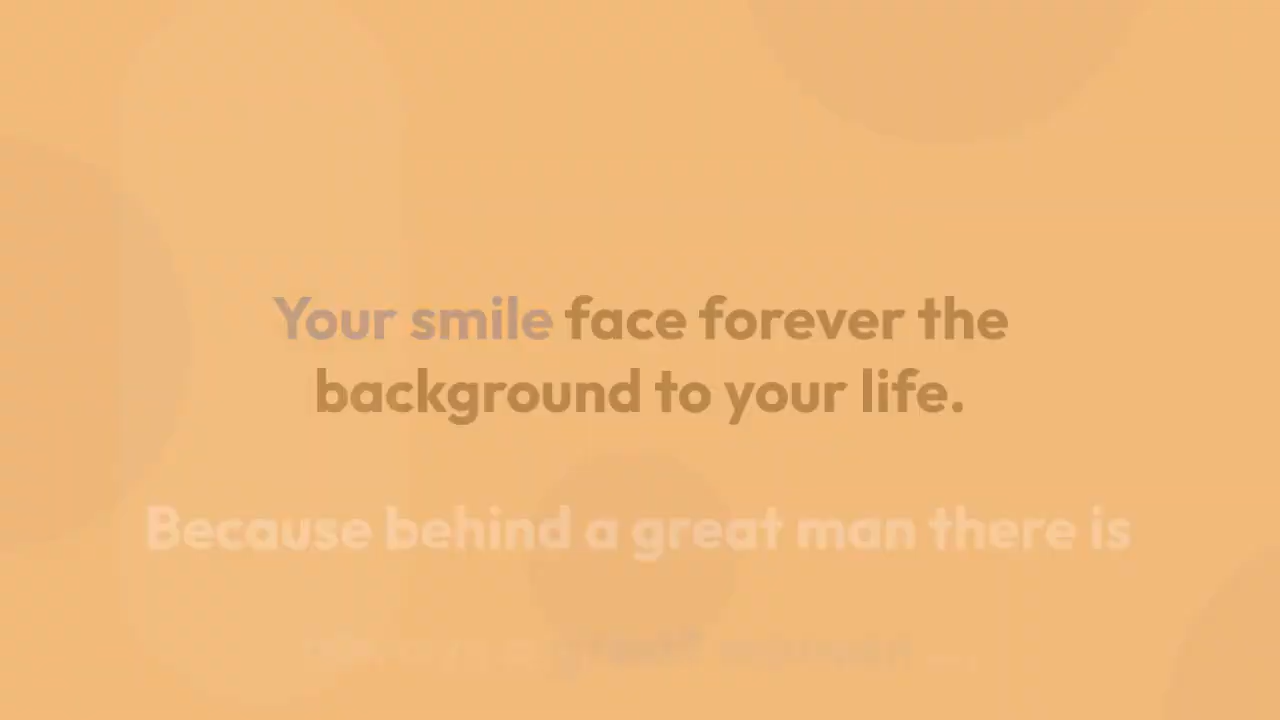 Your smile face forever the
background to your life.
Because behind a great man there is